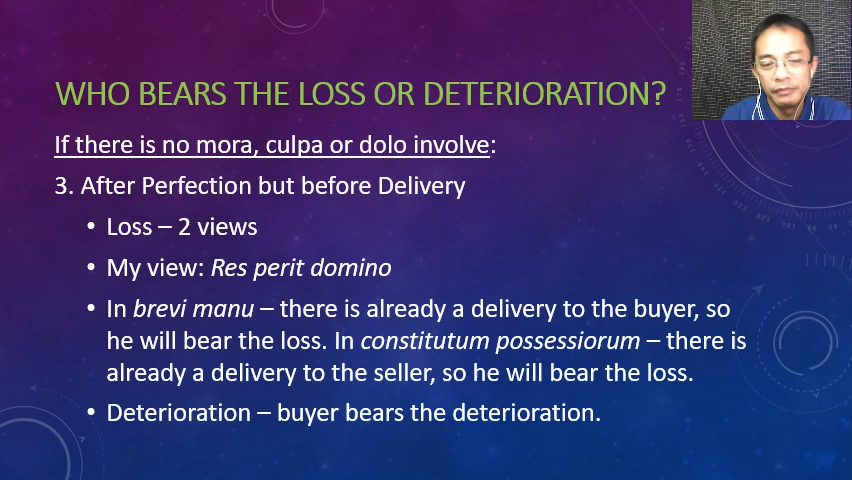 WHO BEARS THE LOSS OR DETERIORATION?
If there is no mora, culpa or dolo involve:
3. After Perfection but before Delivery
• Loss – 2 views
• My view: Res perit domino
• In brevi manu – there is already a delivery to the buyer, so
he will bear the loss. In constitutum possessiorum – there is
already a delivery to the seller, so he will bear the loss.
• Deterioration – buyer bears the deterioration.